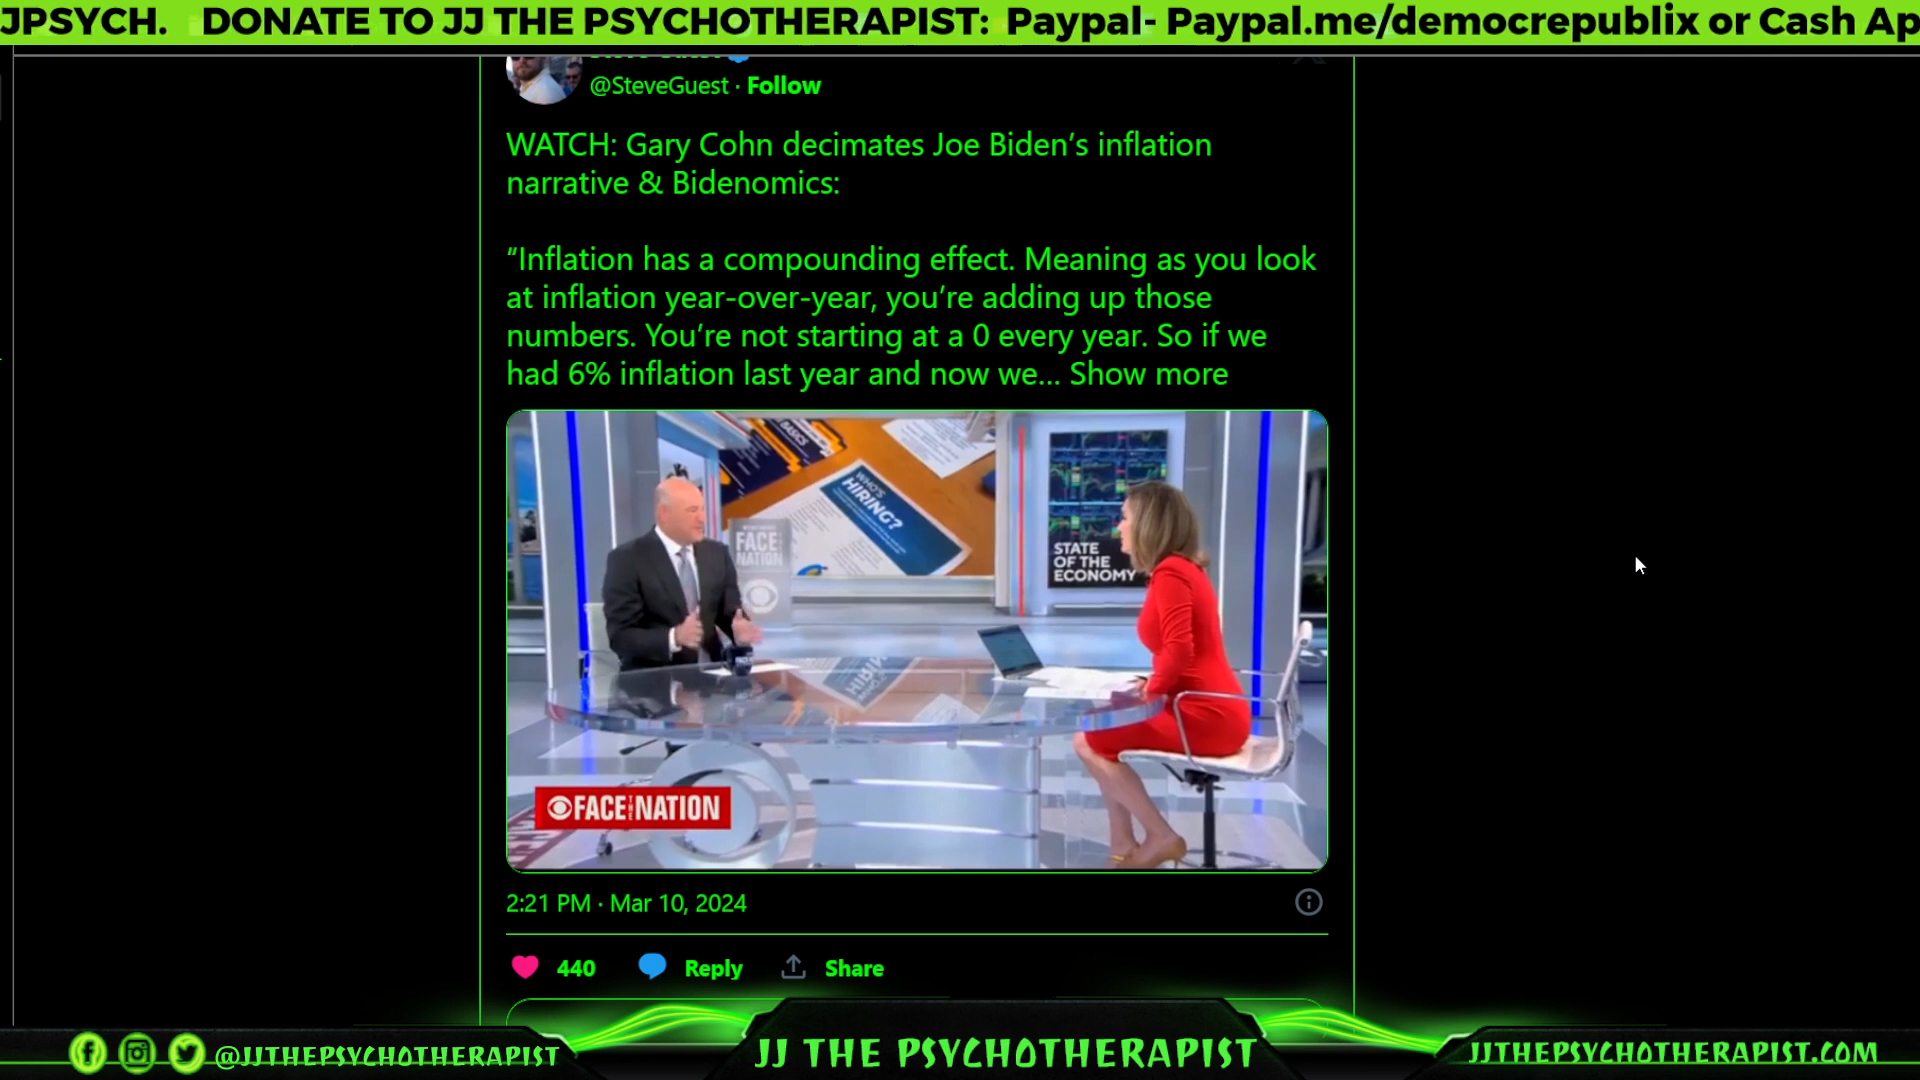 JPSYCH. DONATE TO JJ THE PSYCHOTHERAPIST: Paypal- Paypal.me/democrepublix or Cash Ap
@SteveGuest · Follow
WATCH: Gary Cohn decimates Joe Biden’s inflation
narrative & Bidenomics:
“Inflation has a compounding effect. Meaning as you look
at inflation year-over-year, you’re adding up those
numbers. You’re not starting at a 0 every year. So if we
had 6% inflation last year and now we... Show more
BASICS
WHO'S
HIRING?
FACE
NATION
STATE
OF THE
ECONOMY
FACE THE NATION
2:21 PM · Mar 10, 2024
440 Reply Share
@JJTHEPSYCHOTHERAPIST
JJ THE PSYCHOTHERAPIST
JJTHEPSYCHOTHERAPIST.COM